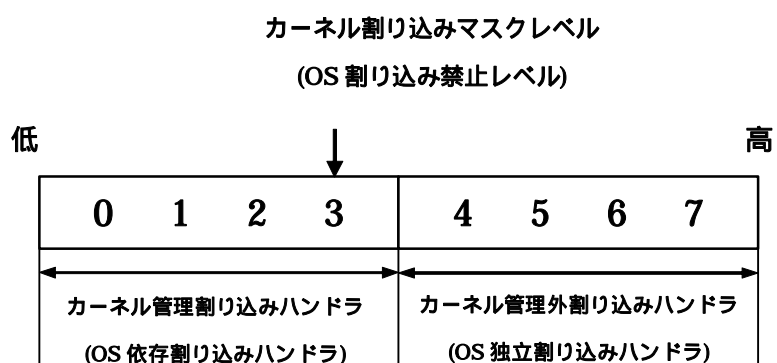 カーネル割り込みマスクレベル
(OS 割り込み禁止レベル)
低 高
0 1 2 3 4 5 6 7
カーネル管理割り込みハンドラ カーネル管理外割り込みハンドラ
(OS 依存割り込みハンドラ) (OS 独立割り込みハンドラ)